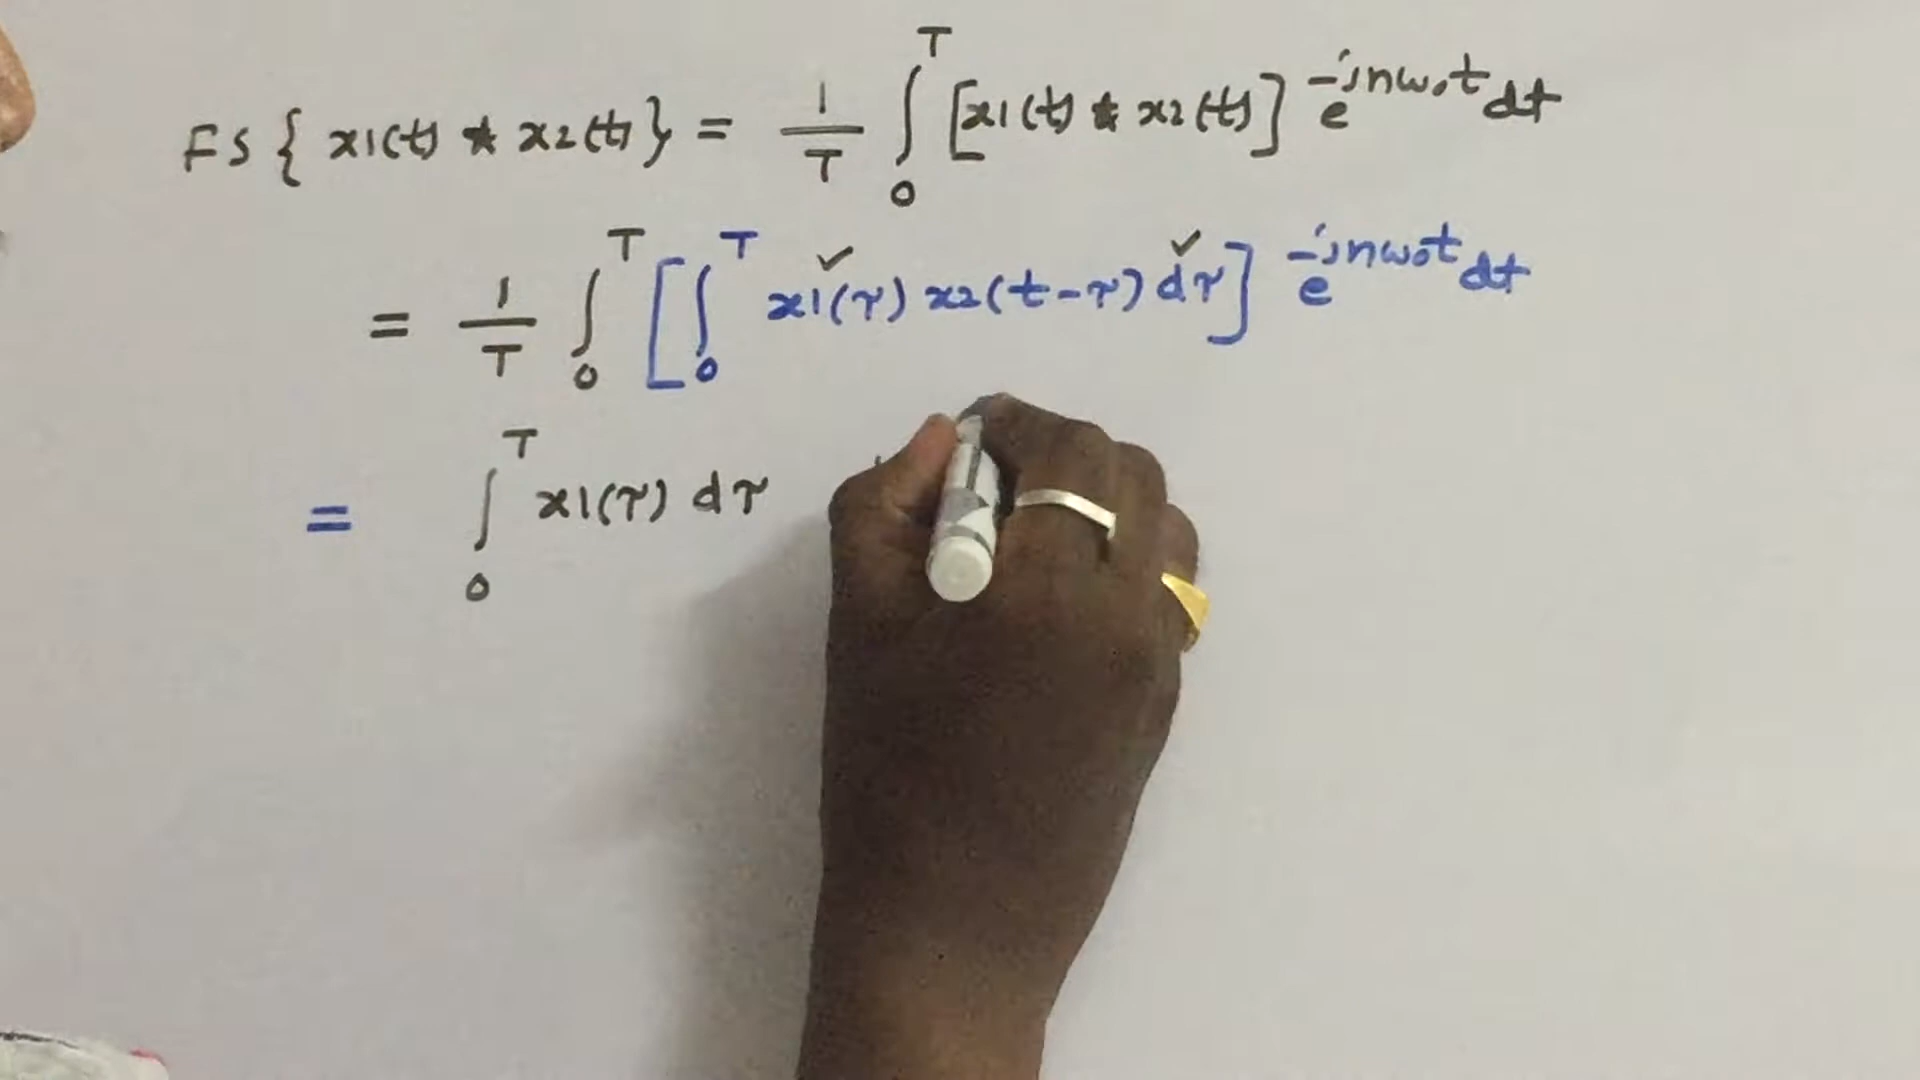 FS { x1(t) * x2(t) } = 1/T ∫₀ᵀ [x1(t) * x2(t)] e^{-jnω₀t} dt
= 1/T ∫₀ᵀ [ ∫₀ᵀ x1(τ) x2(t-τ) dτ ] e^{-jnω₀t} dt
= ∫₀ᵀ x1(τ) dτ